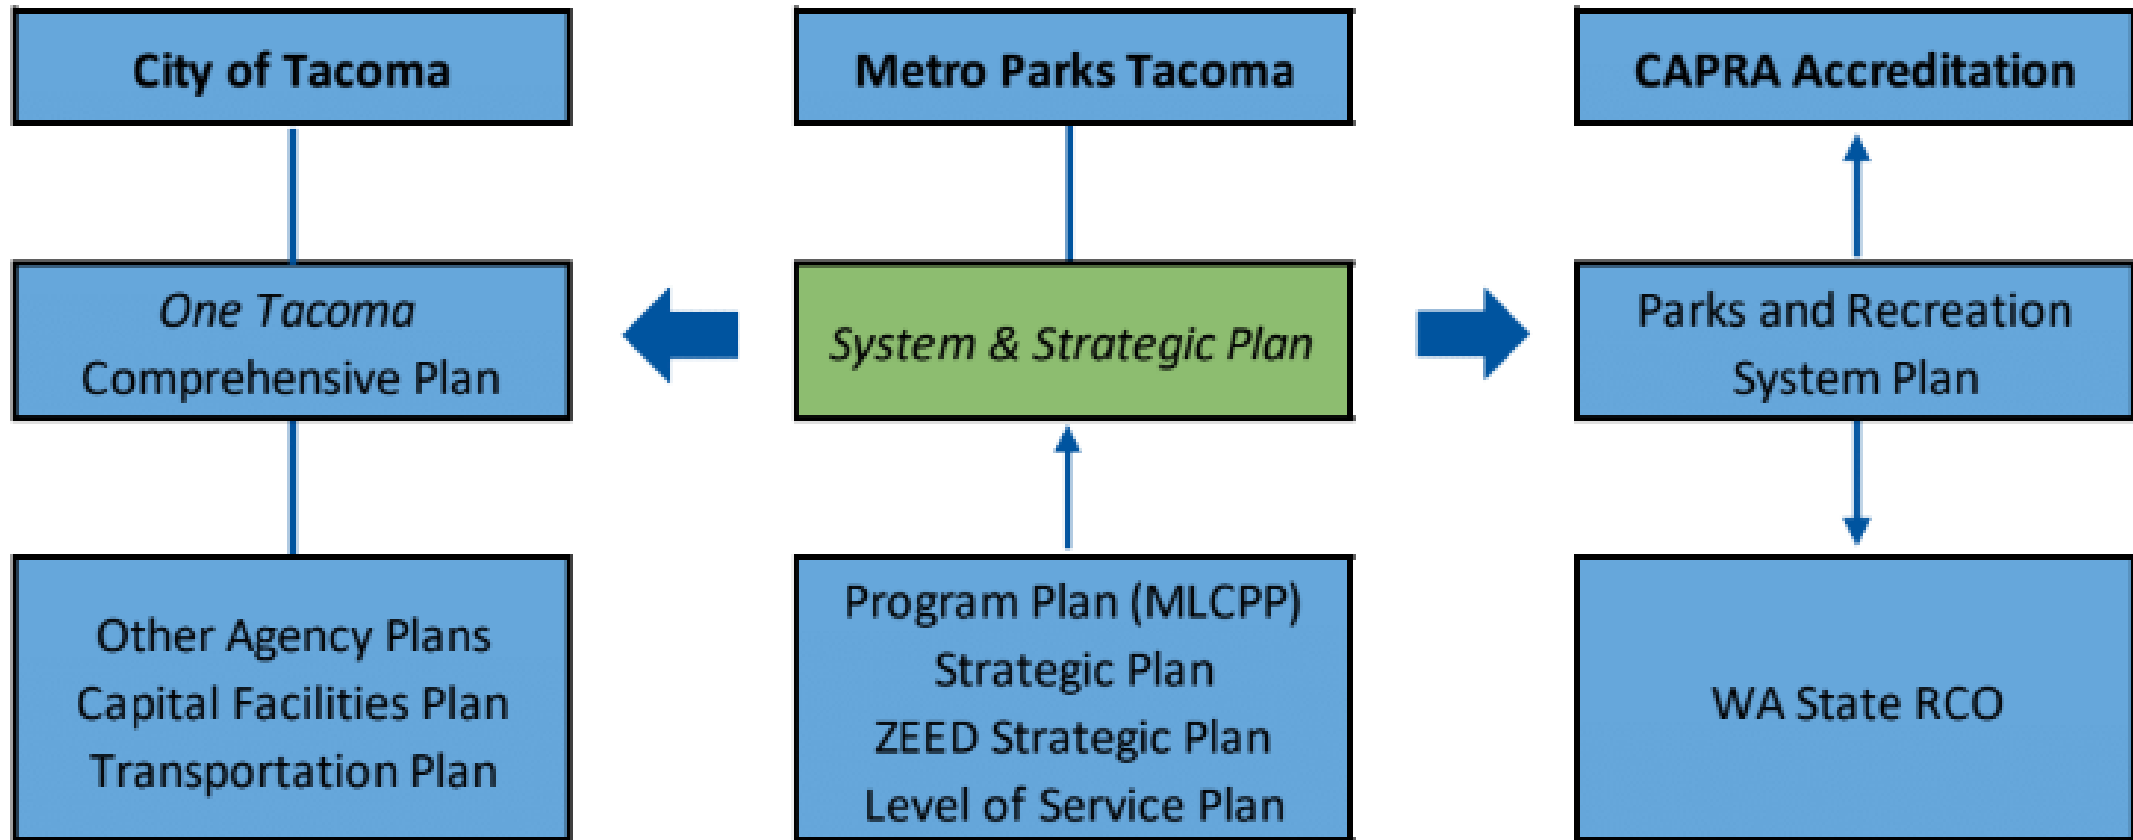 City of Tacoma
Metro Parks Tacoma
CAPRA Accreditation
One Tacoma
Comprehensive Plan
System & Strategic Plan
Parks and Recreation
System Plan
Other Agency Plans
Capital Facilities Plan
Transportation Plan
Program Plan (MLCPP)
Strategic Plan
ZEED Strategic Plan
Level of Service Plan
WA State RCO